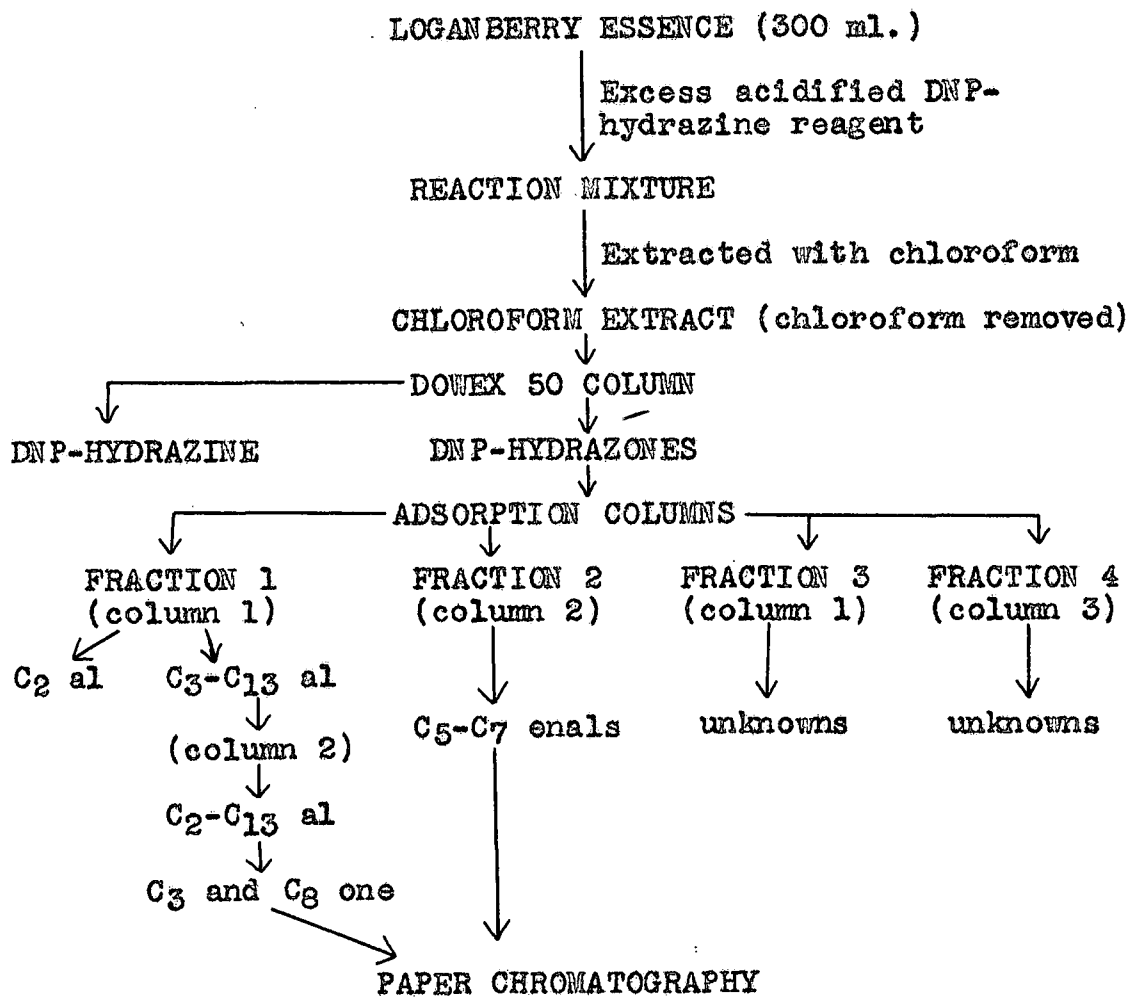 LOGANBERRY ESSENCE (300 ml.)
Excess acidified DNP-
hydrazine reagent
REACTION MIXTURE
Extracted with chloroform
CHLOROFORM EXTRACT (chloroform removed)
DOWEX 50 COLUMN
DNP-HYDRAZINE
DNP-HYDRAZONES
ADSORPTION COLUMNS
FRACTION 1
(column 1)
FRACTION 2
(column 2)
FRACTION 3
(column 1)
FRACTION 4
(column 3)
C2 al
C3-C13 al
C5-C7 enals
unknowns
unknowns
(column 2)
C2-C13 al
C3 and C8 one
PAPER CHROMATOGRAPHY